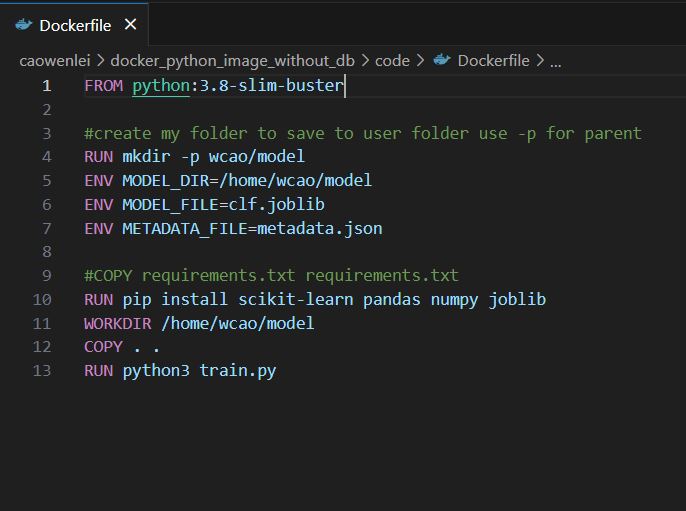 Dockerfile ×
caowenlei > docker_python_image_without_db > code > Dockerfile > ...
1 FROM python:3.8-slim-buster
2
3 #create my folder to save to user folder use -p for parent
4 RUN mkdir -p wcao/model
5 ENV MODEL_DIR=/home/wcao/model
6 ENV MODEL_FILE=clf.joblib
7 ENV METADATA_FILE=metadata.json
8
9 #COPY requirements.txt requirements.txt
10 RUN pip install scikit-learn pandas numpy joblib
11 WORKDIR /home/wcao/model
12 COPY . .
13 RUN python3 train.py